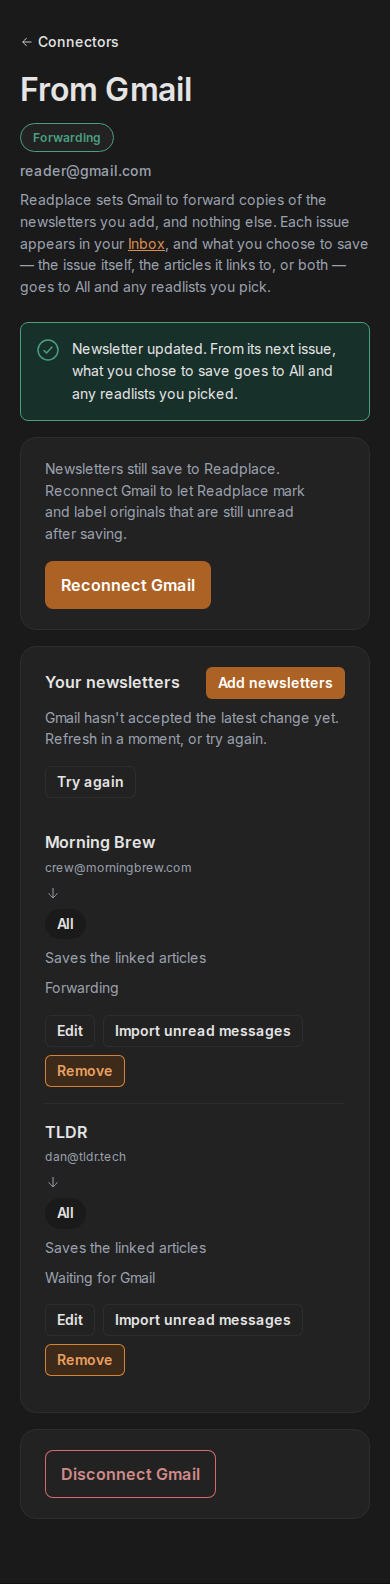 ← Connectors
From Gmail
Forwarding
reader@gmail.com
Readplace sets Gmail to forward copies of the
newsletters you add, and nothing else. Each issue
appears in your Inbox, and what you choose to save
— the issue itself, the articles it links to, or both —
goes to All and any readlists you pick.
Newsletter updated. From its next issue,
what you chose to save goes to All and
any readlists you picked.
Newsletters still save to Readplace.
Reconnect Gmail to let Readplace mark
and label originals that are still unread
after saving.
Reconnect Gmail
Your newsletters Add newsletters
Gmail hasn't accepted the latest change yet.
Refresh in a moment, or try again.
Try again
Morning Brew
crew@morningbrew.com
↓
All
Saves the linked articles
Forwarding
Edit Import unread messages
Remove
TLDR
dan@tldr.tech
↓
All
Saves the linked articles
Waiting for Gmail
Edit Import unread messages
Remove
Disconnect Gmail